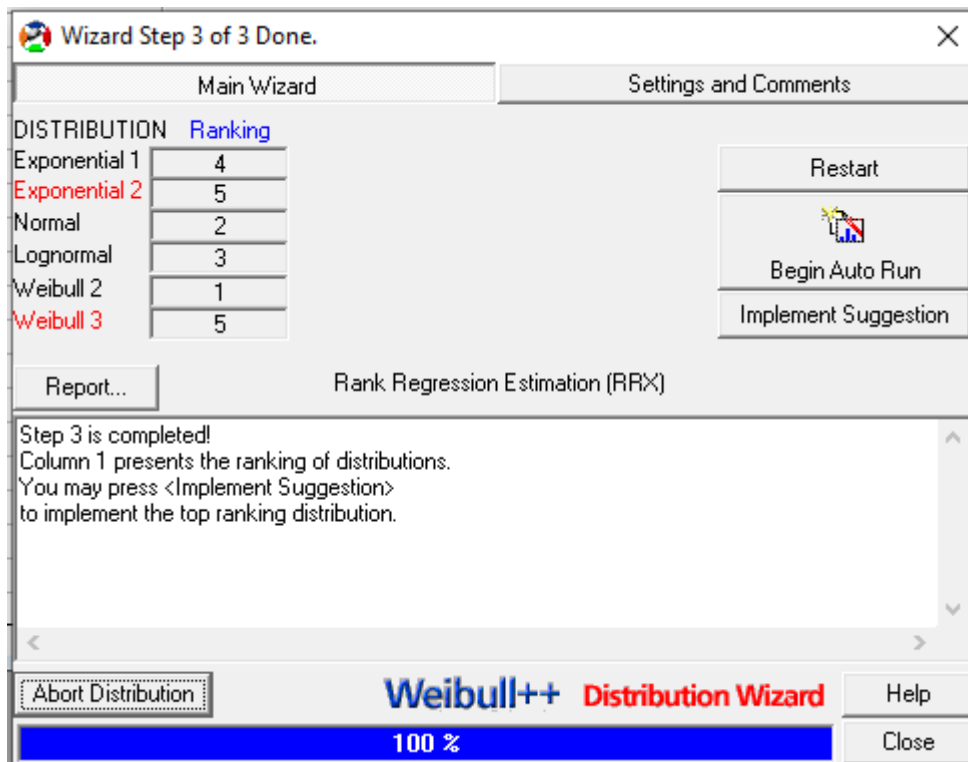 Wizard Step 3 of 3 Done.
Main Wizard
Settings and Comments
DISTRIBUTION Ranking
Exponential 1 4
Exponential 2 5
Normal 2
Lognormal 3
Weibull 2 1
Weibull 3 5
Restart
Begin Auto Run
Implement Suggestion
Report...
Rank Regression Estimation (RRX)
Step 3 is completed!
Column 1 presents the ranking of distributions.
You may press <Implement Suggestion>
to implement the top ranking distribution.
Abort Distribution
Weibull++ Distribution Wizard
Help
100 %
Close